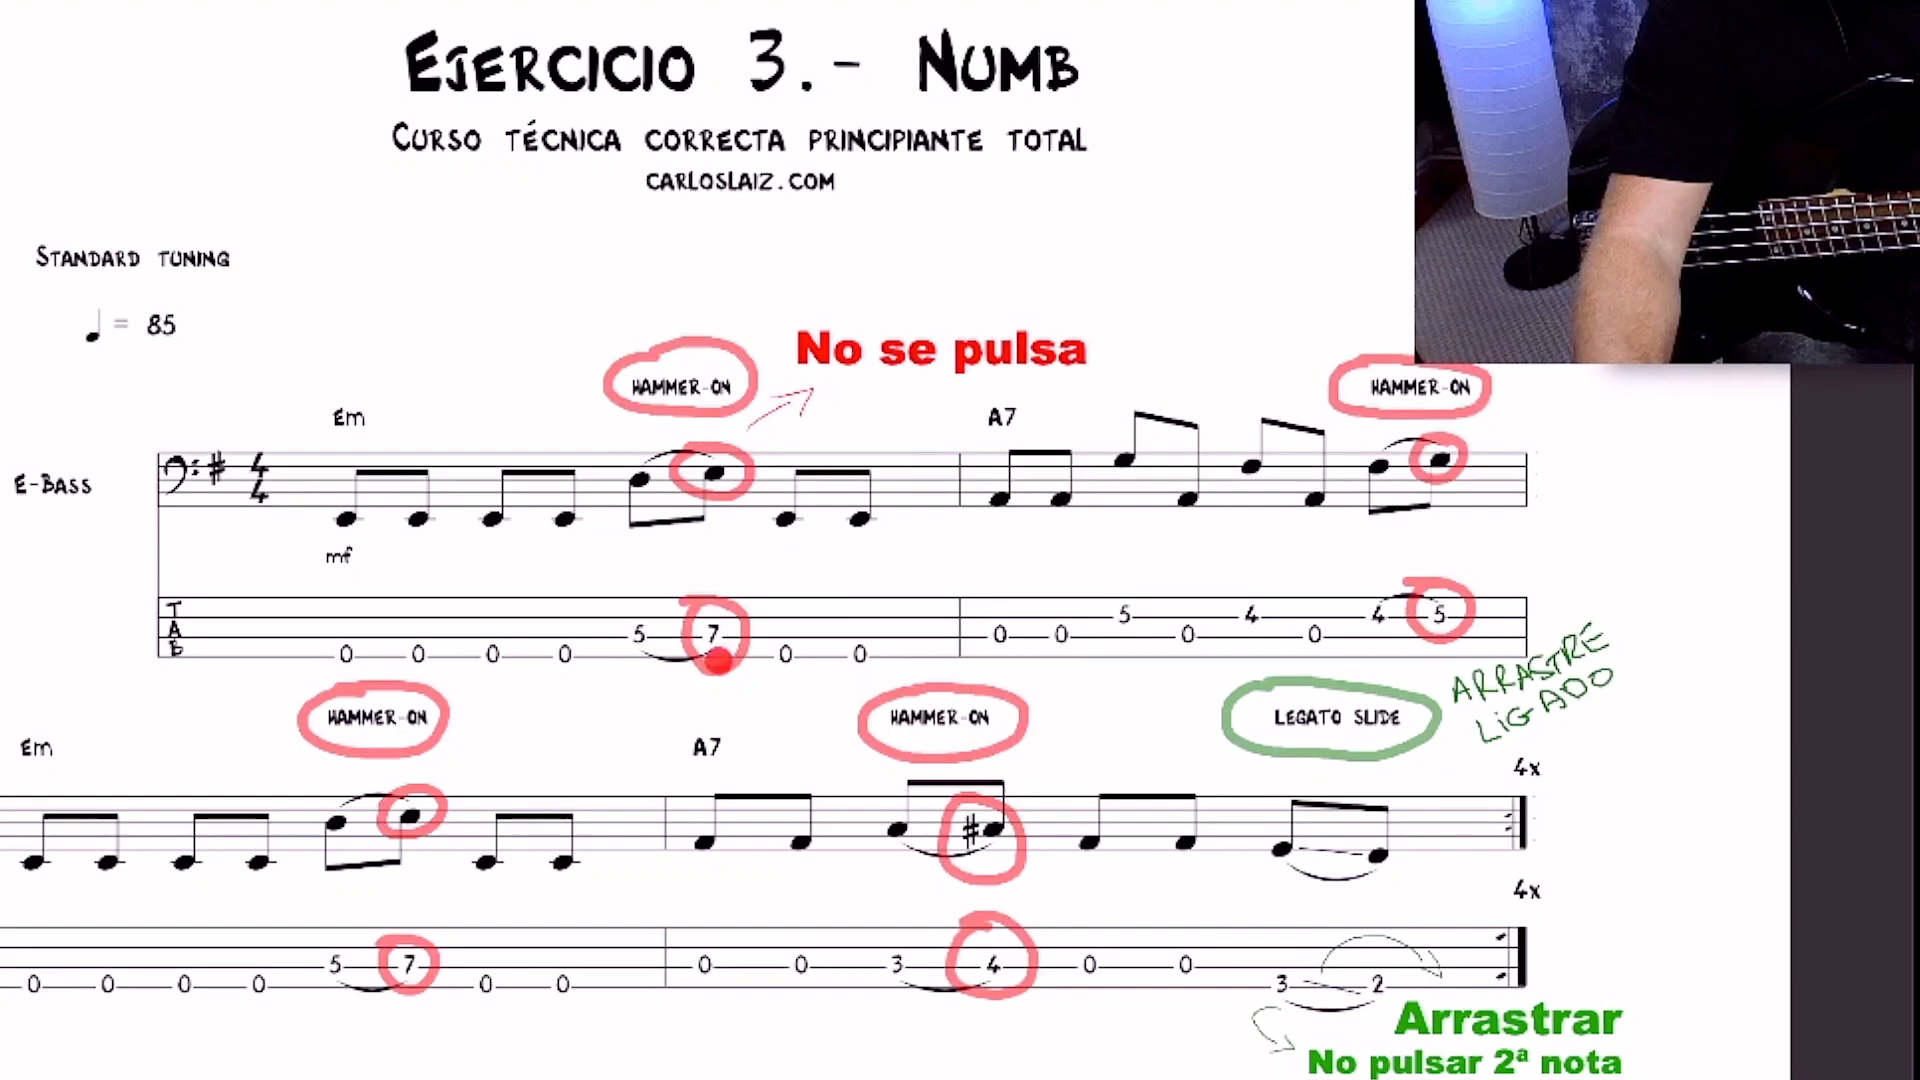 EJERCICIO 3.- NUMB
CURSO TÉCNICA CORRECTA PRINCIPIANTE TOTAL
CARLOSLAIZ.COM
STANDARD TUNING
= 85
No se pulsa
HAMMER-ON HAMMER-ON
Em A7
E-BASS
4
4
mf
T
A
B
5 4 4 5
5 7 0 0 0 0
0 0 0 0 0 0
ARRASTRE
LIGADO
HAMMER-ON HAMMER-ON LEGATO SLIDE
Em A7
4x
4x
5 7 0 0 3 4 0 0
0 0 0 0 0 0 3 2
Arrastrar
No pulsar 2ª nota